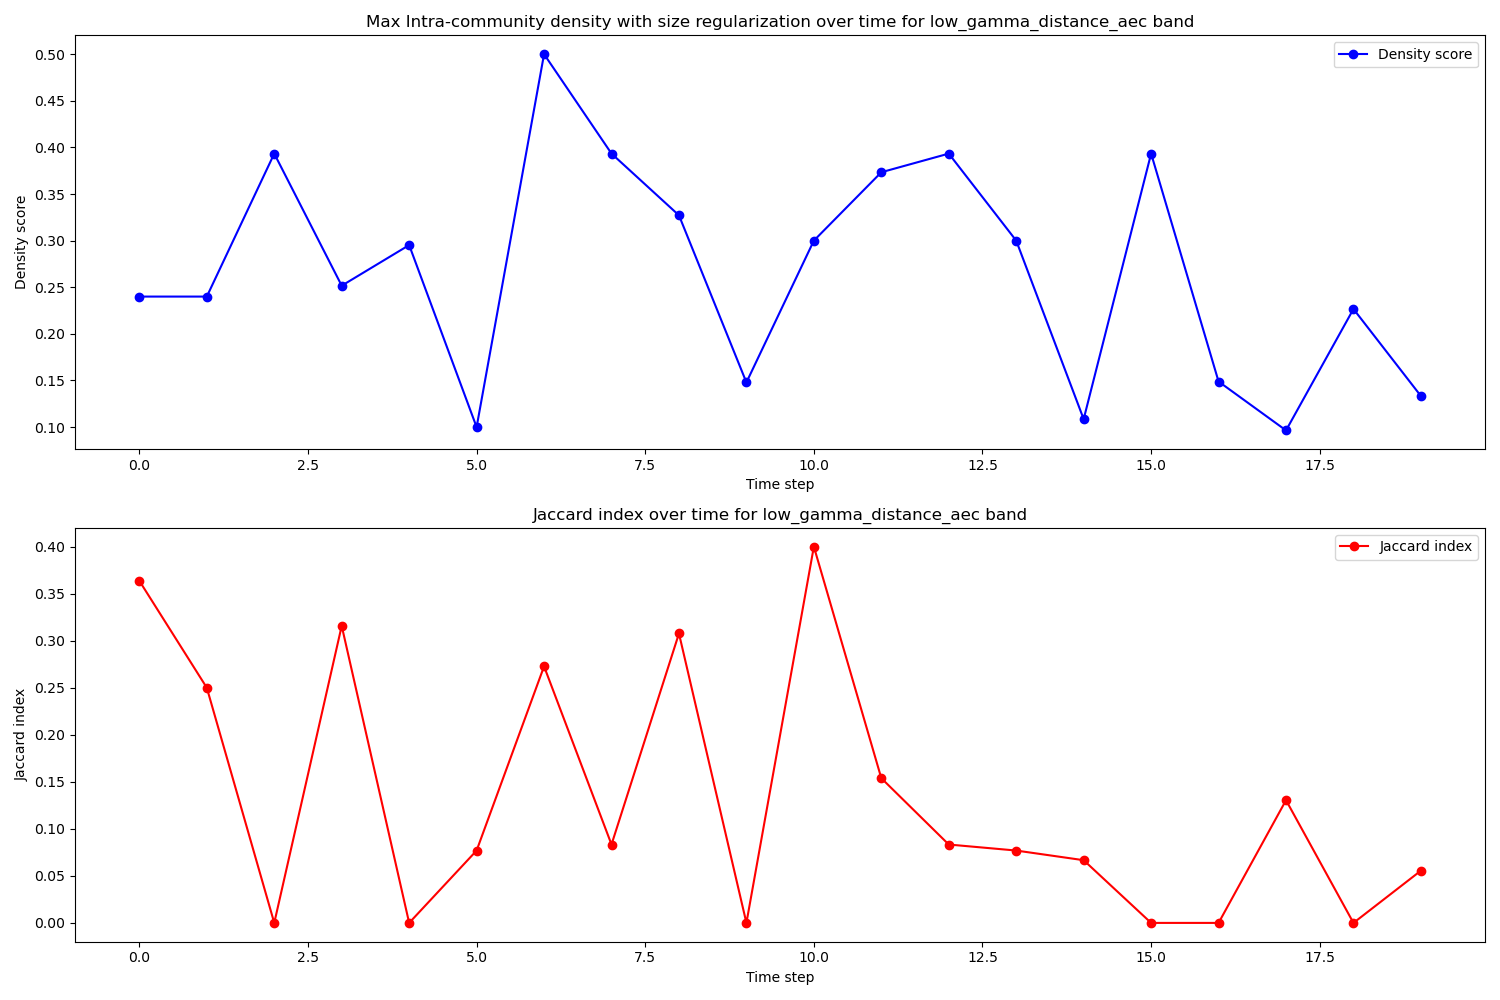 Max Intra-community density with size regularization over time for low_gamma_distance_aec band
Density score
0.50
0.45
0.40
0.35
0.30
0.25
0.20
0.15
0.10
Density score
0.0 2.5 5.0 7.5 10.0 12.5 15.0 17.5
Time step
Jaccard index over time for low_gamma_distance_aec band
Jaccard index
0.40
0.35
0.30
0.25
0.20
0.15
0.10
0.05
0.00
Jaccard index
0.0 2.5 5.0 7.5 10.0 12.5 15.0 17.5
Time step